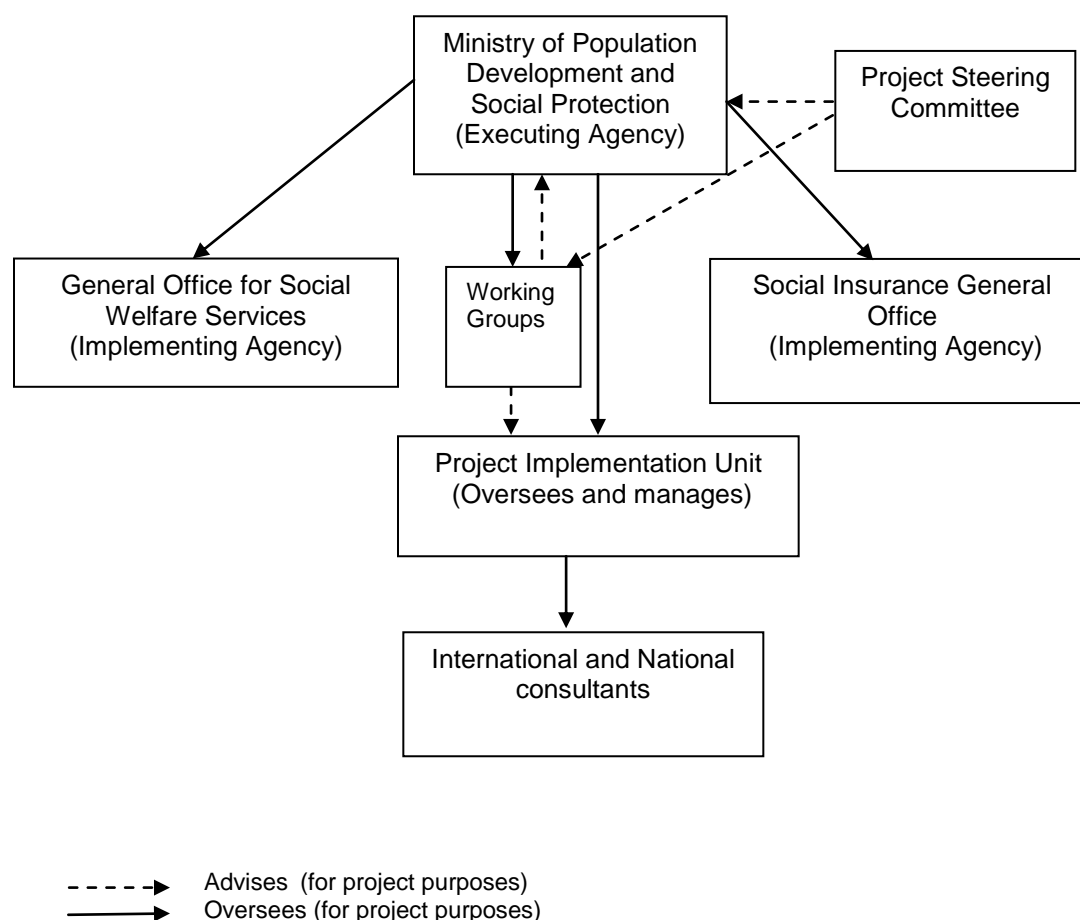 Ministry of Population
Development and
Social Protection
(Executing Agency)
Project Steering
Committee
General Office for Social
Welfare Services
(Implementing Agency)
Working
Groups
Social Insurance General
Office
(Implementing Agency)
Project Implementation Unit
(Oversees and manages)
International and National
consultants
Advises (for project purposes)
Oversees (for project purposes)